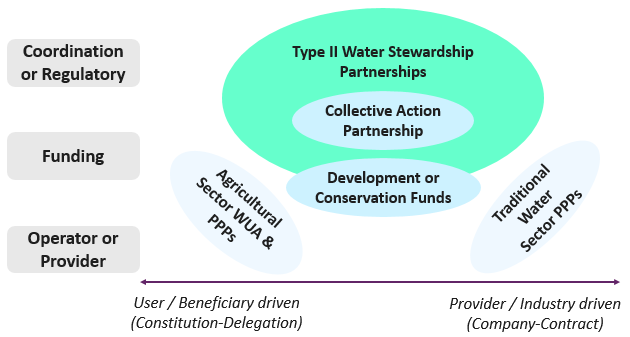 Coordination
or Regulatory
Funding
Operator or
Provider
Type II Water Stewardship
Partnerships
Collective Action
Partnership
Development or
Conservation Funds
Agricultural
Sector WUA &
PPPs
Traditional
Water
Sector PPPs
User / Beneficiary driven
(Constitution-Delegation)
Provider / Industry driven
(Company-Contract)